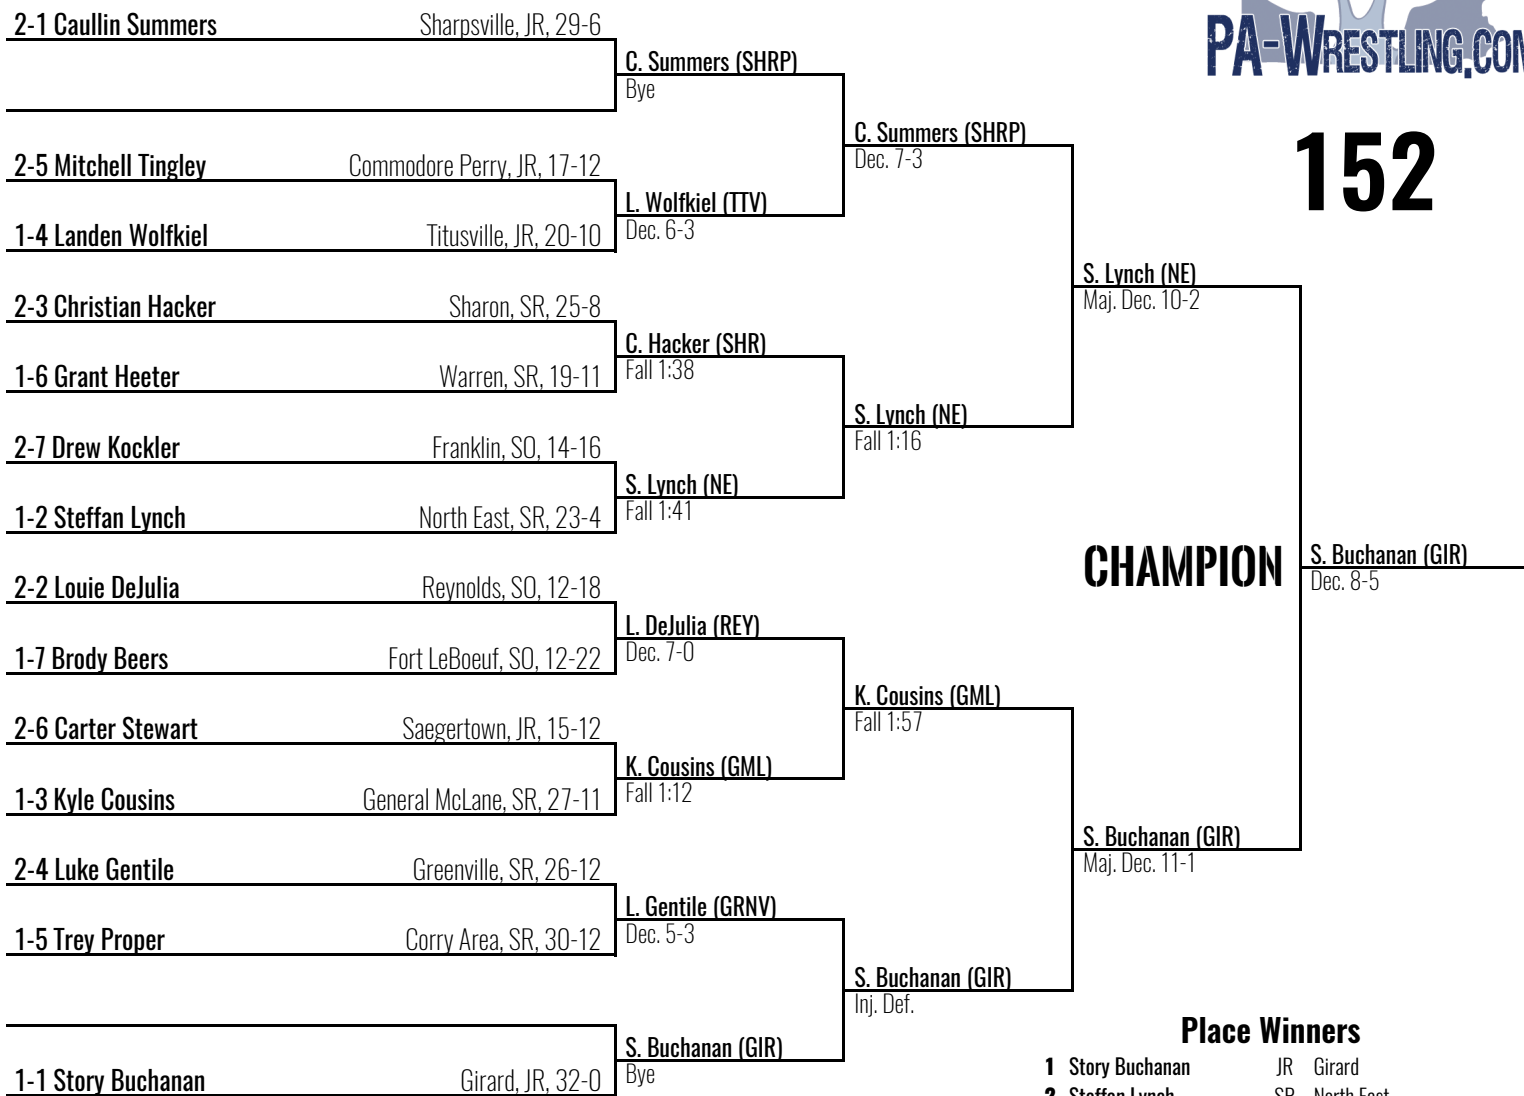 PA-WRESTLING.COM
152
2-1 Caullin Summers Sharpsville, JR, 29-6
C. Summers (SHRP)
Bye
C. Summers (SHRP)
Dec. 7-3
2-5 Mitchell Tingley Commodore Perry, JR, 17-12
L. Wolfkiel (TTV)
Dec. 6-3
1-4 Landen Wolfkiel Titusville, JR, 20-10
S. Lynch (NE)
Maj. Dec. 10-2
2-3 Christian Hacker Sharon, SR, 25-8
C. Hacker (SHR)
Fall 1:38
1-6 Grant Heeter Warren, SR, 19-11
S. Lynch (NE)
Fall 1:16
2-7 Drew Kockler Franklin, SO, 14-16
S. Lynch (NE)
Fall 1:41
1-2 Steffan Lynch North East, SR, 23-4
CHAMPION
S. Buchanan (GIR)
Dec. 8-5
2-2 Louie DeJulia Reynolds, SO, 12-18
L. DeJulia (REY)
Dec. 7-0
1-7 Brody Beers Fort LeBoeuf, SO, 12-22
K. Cousins (GML)
Fall 1:57
2-6 Carter Stewart Saegertown, JR, 15-12
K. Cousins (GML)
Fall 1:12
1-3 Kyle Cousins General McLane, SR, 27-11
S. Buchanan (GIR)
Maj. Dec. 11-1
2-4 Luke Gentile Greenville, SR, 26-12
L. Gentile (GRNV)
Dec. 5-3
1-5 Trey Proper Corry Area, SR, 30-12
S. Buchanan (GIR)
Inj. Def.
S. Buchanan (GIR)
Bye
1-1 Story Buchanan Girard, JR, 32-0
Place Winners
1 Story Buchanan JR Girard
2 Steffan Lynch SR North East